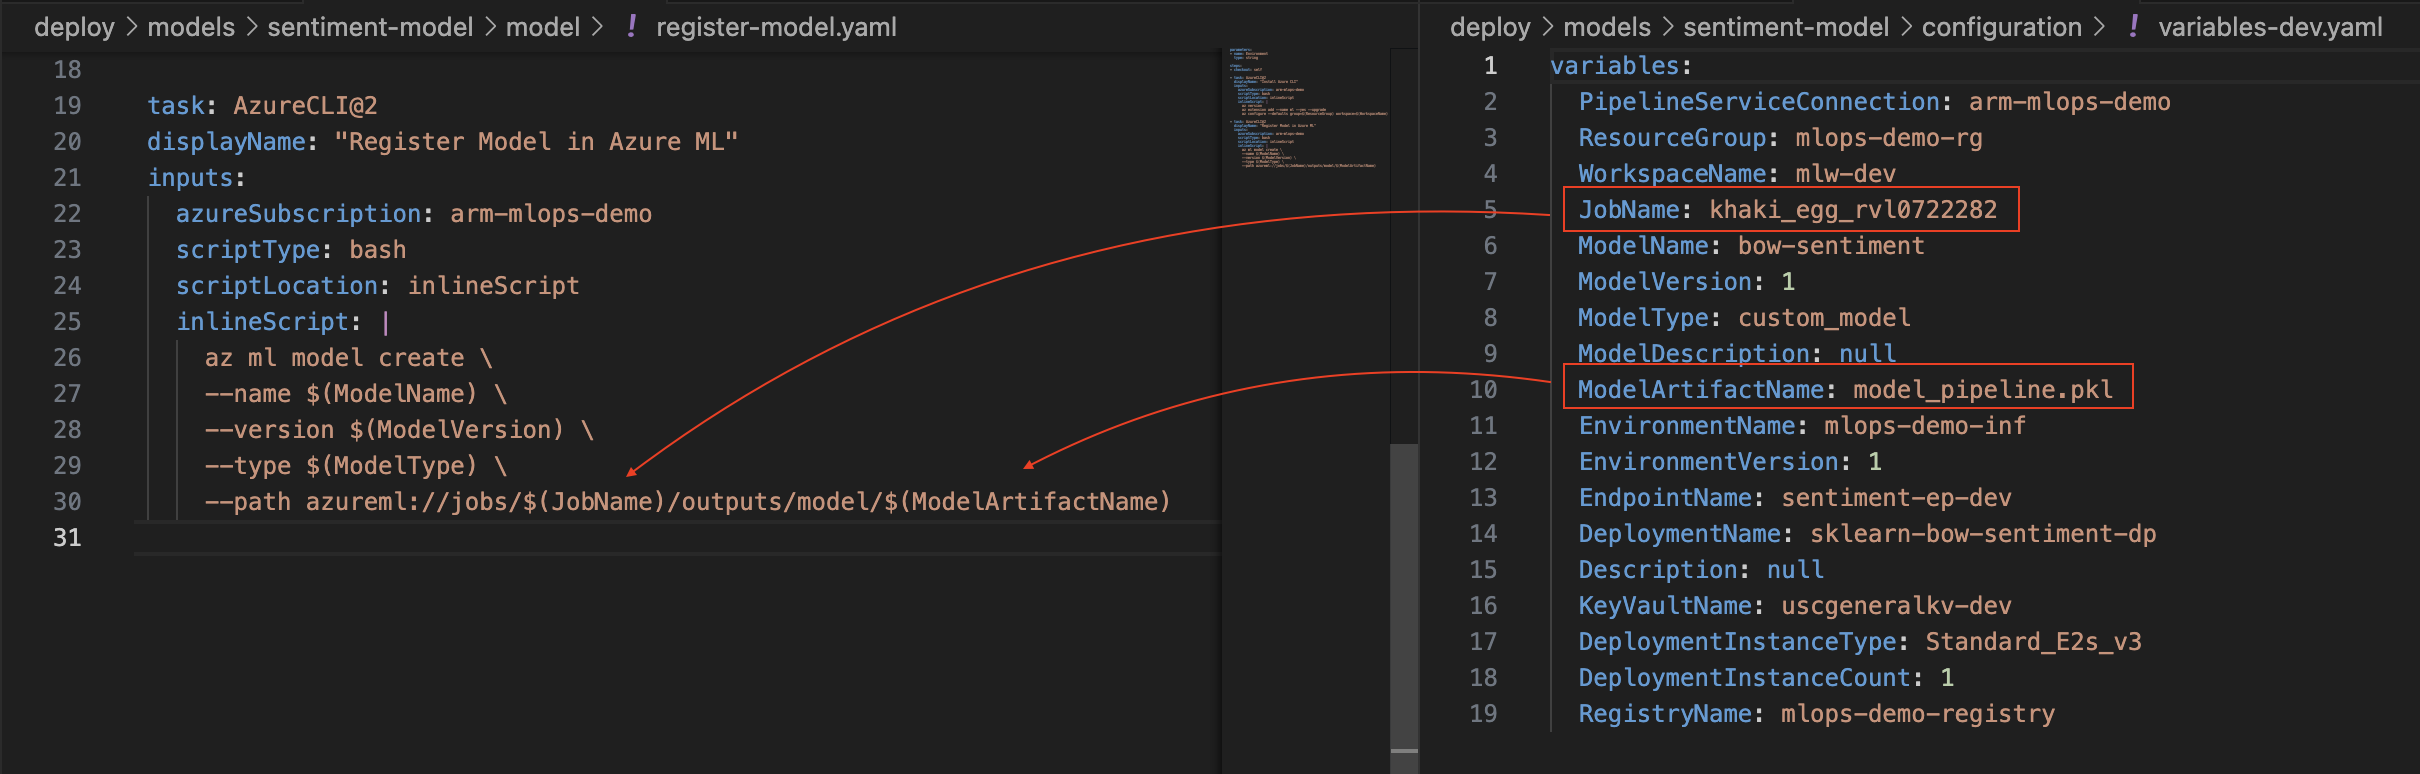 deploy > models > sentiment-model > model > ! register-model.yaml
18
19 task: AzureCLI@2
20 displayName: "Register Model in Azure ML"
21 inputs:
22 azureSubscription: arm-mlops-demo
23 scriptType: bash
24 scriptLocation: inlineScript
25 inlineScript: |
26 az ml model create \
27 --name $(ModelName) \
28 --version $(ModelVersion) \
29 --type $(ModelType) \
30 --path azureml://jobs/$(JobName)/outputs/model/$(ModelArtifactName)
31
deploy > models > sentiment-model > configuration > ! variables-dev.yaml
1 variables:
2 PipelineServiceConnection: arm-mlops-demo
3 ResourceGroup: mlops-demo-rg
4 WorkspaceName: mlw-dev
5 JobName: khaki_egg_rvl0722282
6 ModelName: bow-sentiment
7 ModelVersion: 1
8 ModelType: custom_model
9 ModelDescription: null
10 ModelArtifactName: model_pipeline.pkl
11 EnvironmentName: mlops-demo-inf
12 EnvironmentVersion: 1
13 EndpointName: sentiment-ep-dev
14 DeploymentName: sklearn-bow-sentiment-dp
15 Description: null
16 KeyVaultName: uscgeneralkv-dev
17 DeploymentInstanceType: Standard_E2s_v3
18 DeploymentInstanceCount: 1
19 RegistryName: mlops-demo-registry